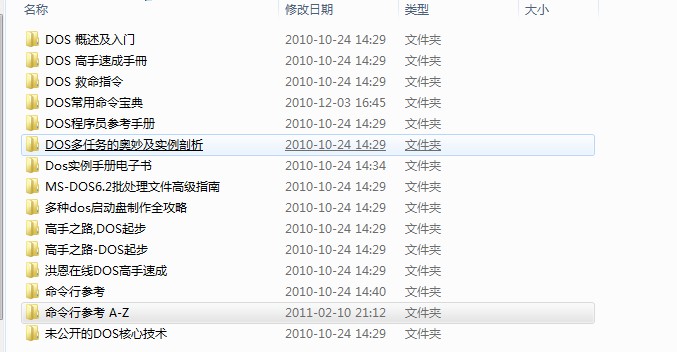 名称 修改日期 类型 大小
DOS 概述及入门 2010-10-24 14:29 文件夹
DOS 高手速成手冊 2010-10-24 14:29 文件夹
DOS 救命指令 2010-10-24 14:29 文件夹
DOS常用命令宝典 2010-12-03 16:45 文件夹
DOS程序员参考手册 2010-10-24 14:29 文件夹
DOS多任务的奥妙及实例剖析 2010-10-24 14:29 文件夹
Dos实例手册电子书 2010-10-24 14:34 文件夹
MS-DOS6.2批处理文件高级指南 2010-10-24 14:29 文件夹
多种dos启动盘制作全攻略 2010-10-24 14:29 文件夹
高手之路,DOS起步 2010-10-24 14:29 文件夹
高手之路-DOS起步 2010-10-24 14:29 文件夹
洪恩在线DOS高手速成 2010-10-24 14:29 文件夹
命令行参考 2010-10-24 14:40 文件夹
命令行参考 A-Z 2011-02-10 21:12 文件夹
未公开的DOS核心技术 2010-10-24 14:29 文件夹